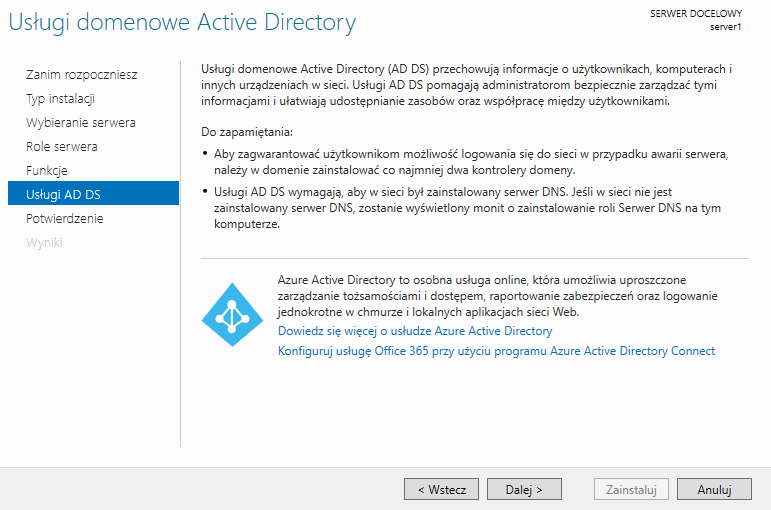 Usługi domenowe Active Directory
SERWER DOCELOWY
server1
Zanim rozpoczniesz
Typ instalacji
Wybieranie serwera
Role serwera
Funkcje
Usługi AD DS
Potwierdzenie
Wyniki
Usługi domenowe Active Directory (AD DS) przechowują informacje o użytkownikach, komputerach i
innych urządzeniach w sieci. Usługi AD DS pomagają administratorom bezpiecznie zarządzać tymi
informacjami i ułatwiają udostępnianie zasobów oraz współpracę między użytkownikami.
Do zapamiętania:
• Aby zagwarantować użytkownikom możliwość logowania się do sieci w przypadku awarii serwera,
należy w domenie zainstalować co najmniej dwa kontrolery domeny.
• Usługi AD DS wymagają, aby w sieci był zainstalowany serwer DNS. Jeśli w sieci nie jest
zainstalowany serwer DNS, zostanie wyświetlony monit o zainstalowanie roli Serwer DNS na tym
komputerze.
Azure Active Directory to osobna usługa online, która umożliwia uproszczone
zarządzanie tożsamościami i dostępem, raportowanie zabezpieczeń oraz logowanie
jednokrotne w chmurze i lokalnych aplikacjach sieci Web.
Dowiedz się więcej o usłudze Azure Active Directory
Konfiguruj usługę Office 365 przy użyciu programu Azure Active Directory Connect
< Wstecz
Dalej >
Zainstaluj
Anuluj